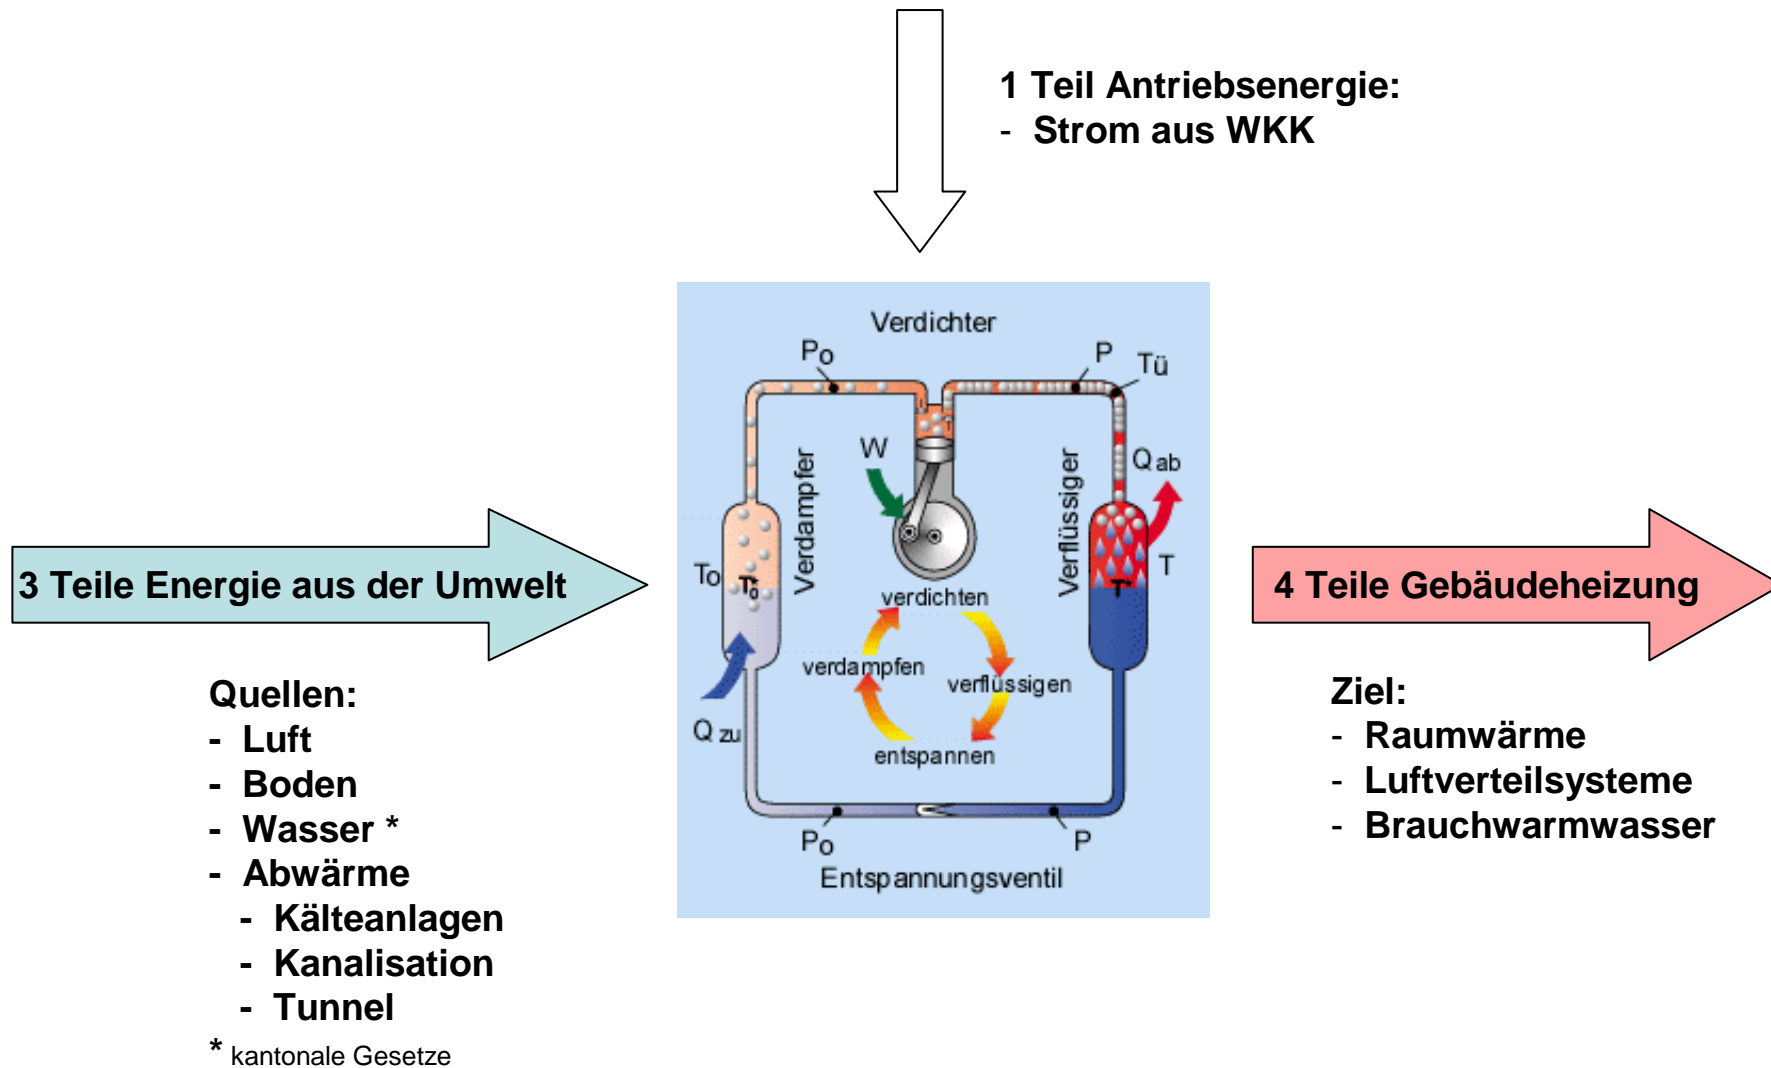 1 Teil Antriebsenergie:
- Strom aus WKK
3 Teile Energie aus der Umwelt
Quellen:
- Luft
- Boden
- Wasser *
- Abwärme
- Kälteanlagen
- Kanalisation
- Tunnel
* kantonale Gesetze
Verdichter
Po
P
Tü
W
Q ab
Verdampfer
Verflüssiger
To
T*o
T*
T
verdichten
verdampfen
verflüssigen
entspannen
Q zu
Po
P
Entspannungsventil
4 Teile Gebäudeheizung
Ziel:
- Raumwärme
- Luftverteilsysteme
- Brauchwarmwasser